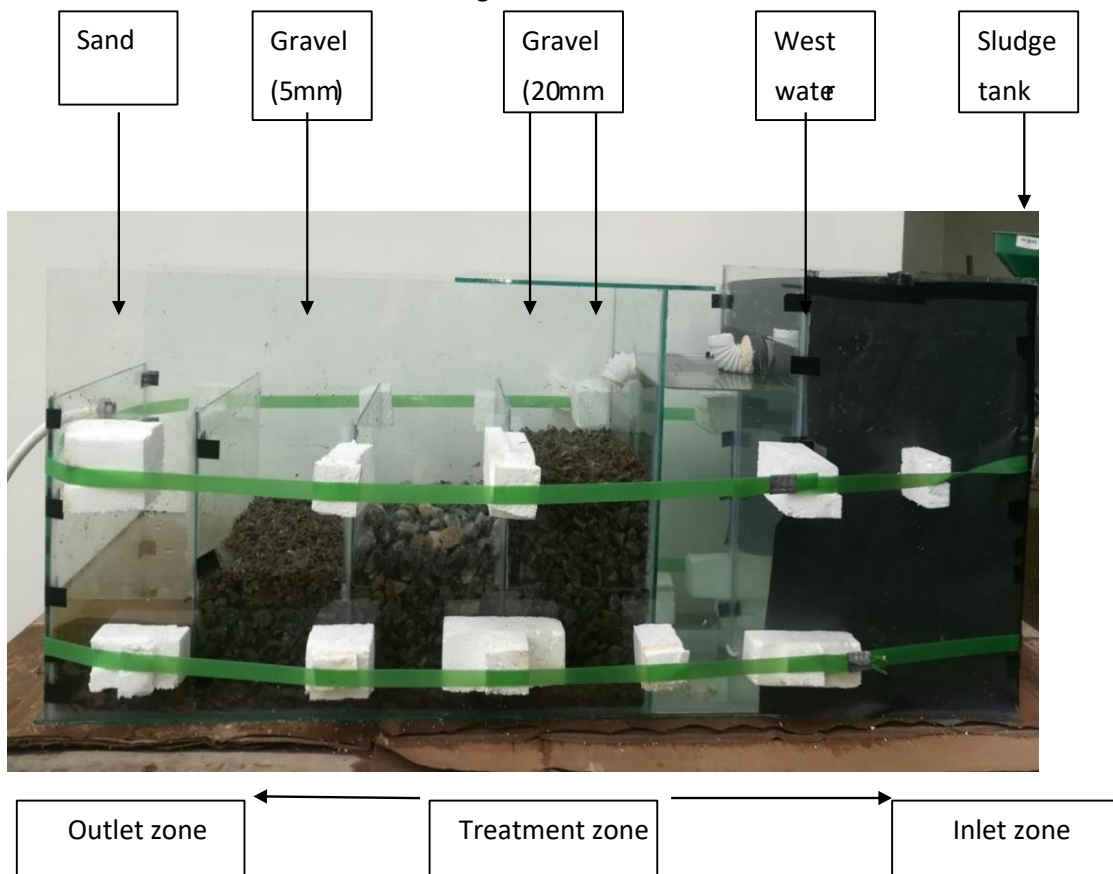 Sand
Gravel
(5mm)
Gravel
(20mm
West
water
Sludge
tank
Outlet zone
Treatment zone
Inlet zone